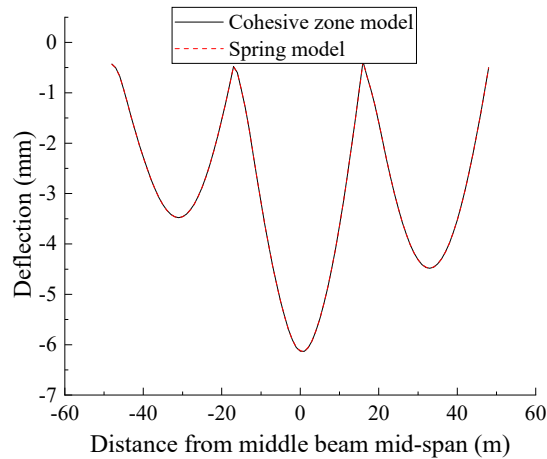 Cohesive zone model
Spring model
0
-1
-2
-3
-4
-5
-6
-7
Deflection (mm)
-60 -40 -20 0 20 40 60
Distance from middle beam mid-span (m)